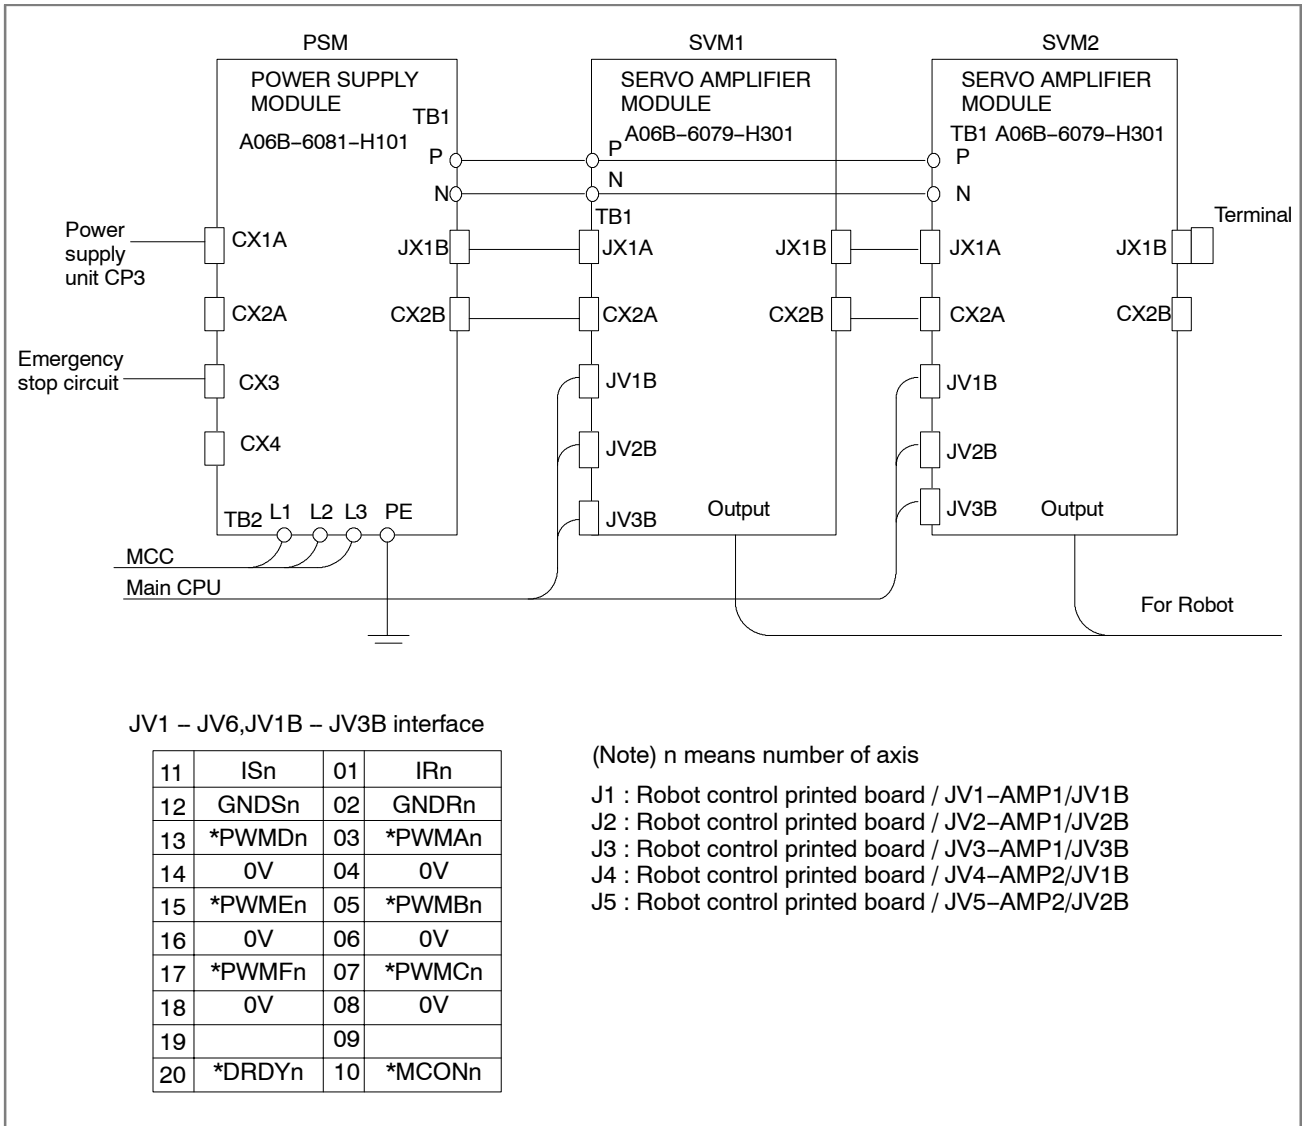 PSM
SVM1
SVM2
POWER SUPPLY
MODULE
A06B–6081–H101
TB1
P
N
SERVO AMPLIFIER
MODULE
A06B–6079–H301
P
N
TB1
SERVO AMPLIFIER
MODULE
TB1 A06B–6079–H301
P
N
Terminal
Power
supply
unit CP3
CX1A
JX1B
JX1A
JX1B
JX1A
JX1B
CX2A
CX2B
CX2A
CX2B
CX2A
CX2B
Emergency
stop circuit
CX3
JV1B
JV1B
CX4
JV2B
JV2B
TB2 L1 L2 L3 PE
JV3B
Output
JV3B
Output
MCC
Main CPU
For Robot
JV1 – JV6,JV1B – JV3B interface
11 ISn 01 IRn
12 GNDSn 02 GNDRn
13 *PWMDn 03 *PWMAn
14 0V 04 0V
15 *PWMEn 05 *PWMBn
16 0V 06 0V
17 *PWMFn 07 *PWMCn
18 0V 08 0V
19 09
20 *DRDYn 10 *MCONn
(Note) n means number of axis
J1 : Robot control printed board / JV1–AMP1/JV1B
J2 : Robot control printed board / JV2–AMP1/JV2B
J3 : Robot control printed board / JV3–AMP1/JV3B
J4 : Robot control printed board / JV4–AMP2/JV1B
J5 : Robot control printed board / JV5–AMP2/JV2B